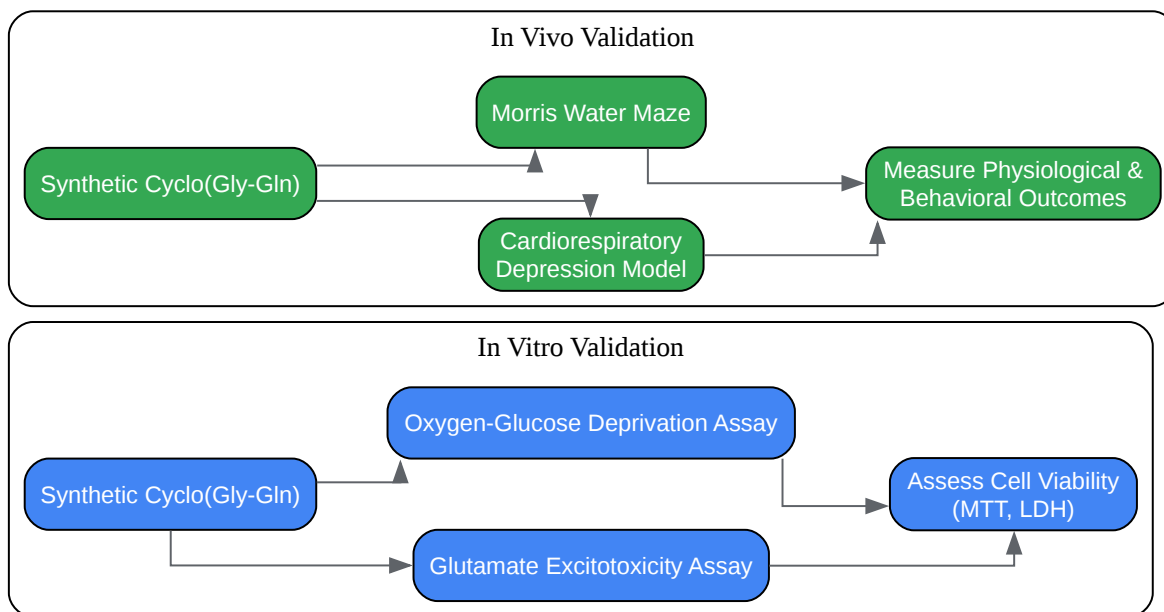 In Vivo Validation
Morris Water Maze
Synthetic Cyclo(Gly-Gln)
Measure Physiological &
Behavioral Outcomes
Cardiorespiratory
Depression Model
In Vitro Validation
Oxygen-Glucose Deprivation Assay
Synthetic Cyclo(Gly-Gln)
Assess Cell Viability
(MTT, LDH)
Glutamate Excitotoxicity Assay